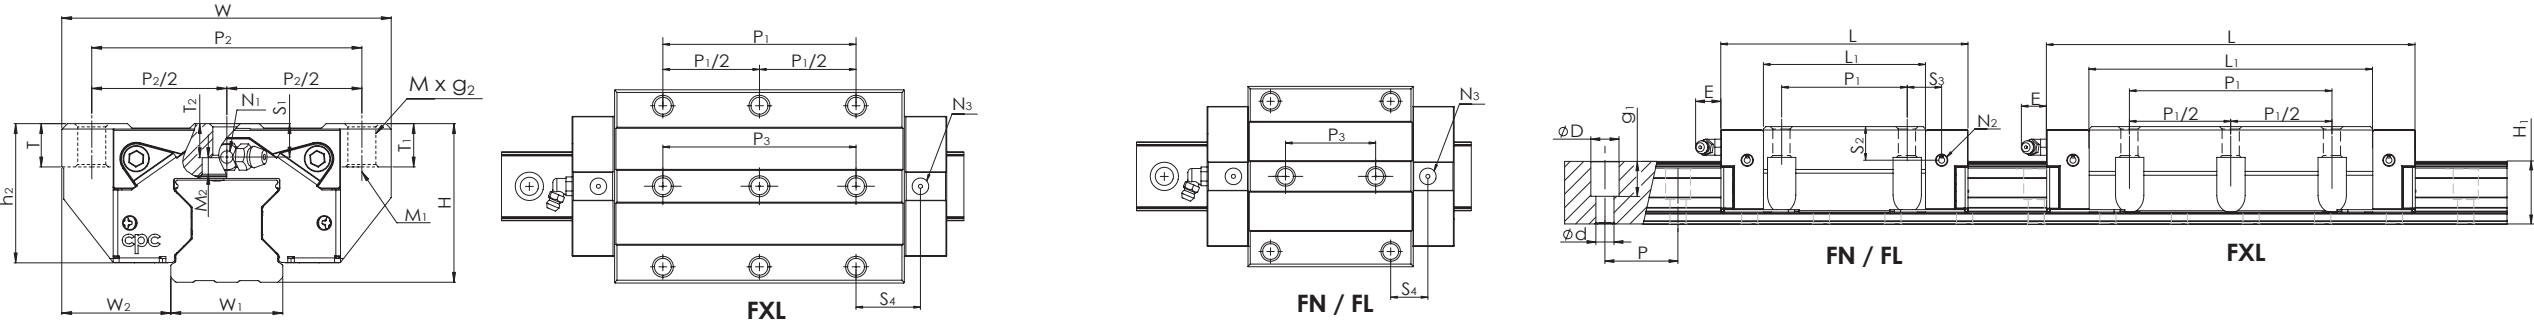 W
P2
P2/2 P2/2
M x g2
T2 N1 S1
T T1
h2 M2 H
M1
cpc
W2 W1
P1
P1/2 P1/2
N3
P3
S4
FXL
N3
P3
S4
FN / FL
L L
L1 L1
P1 S3 P1
E E
P1/2 P1/2
g1 N2
øD S2 H1
ød
P
FN / FL FXL